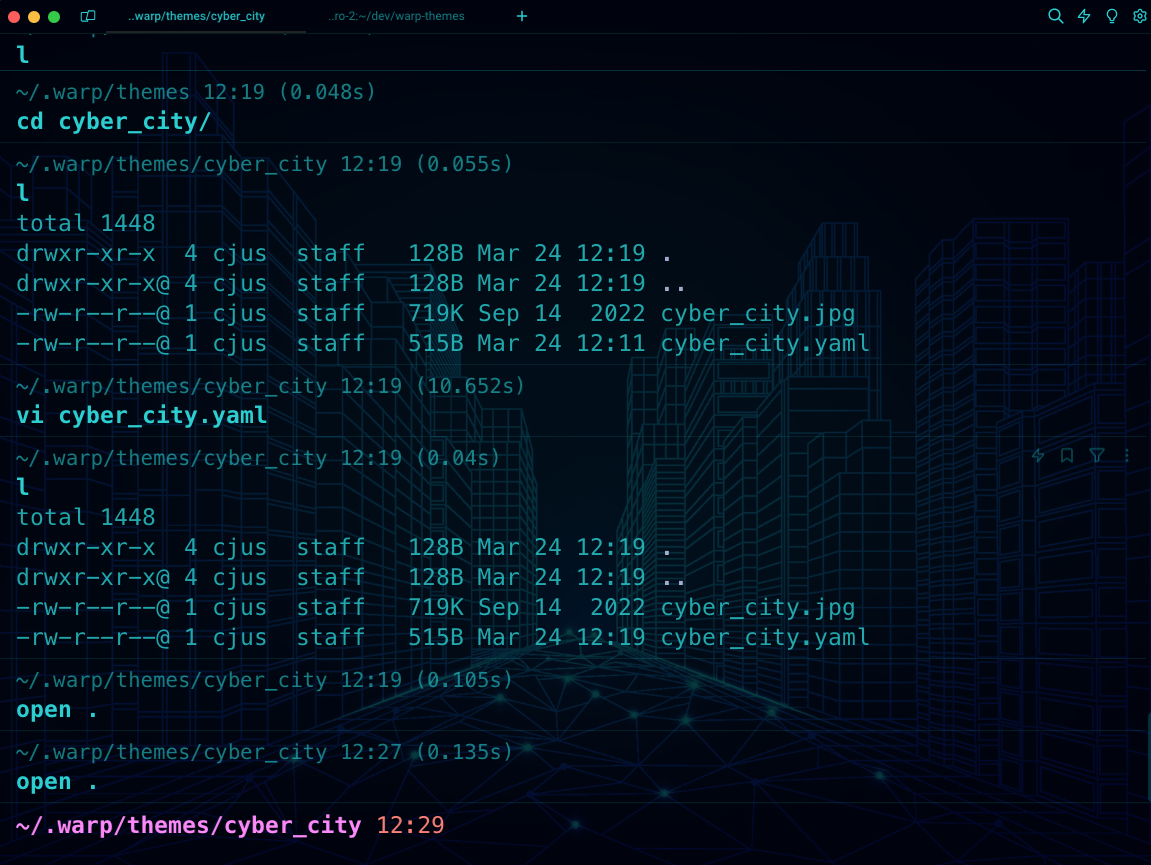 ..warp/themes/cyber_city
..ro-2:~/dev/warp-themes
l
~/.warp/themes 12:19 (0.048s)
cd cyber_city/
~/.warp/themes/cyber_city 12:19 (0.055s)
l
total 1448
drwxr-xr-x  4 cjus  staff   128B Mar 24 12:19 .
drwxr-xr-x@ 4 cjus  staff   128B Mar 24 12:19 ..
-rw-r--r--@ 1 cjus  staff   719K Sep 14  2022 cyber_city.jpg
-rw-r--r--@ 1 cjus  staff   515B Mar 24 12:11 cyber_city.yaml
~/.warp/themes/cyber_city 12:19 (10.652s)
vi cyber_city.yaml
~/.warp/themes/cyber_city 12:19 (0.04s)
l
total 1448
drwxr-xr-x  4 cjus  staff   128B Mar 24 12:19 .
drwxr-xr-x@ 4 cjus  staff   128B Mar 24 12:19 ..
-rw-r--r--@ 1 cjus  staff   719K Sep 14  2022 cyber_city.jpg
-rw-r--r--@ 1 cjus  staff   515B Mar 24 12:19 cyber_city.yaml
~/.warp/themes/cyber_city 12:19 (0.105s)
open .
~/.warp/themes/cyber_city 12:27 (0.135s)
open .
~/.warp/themes/cyber_city 12:29